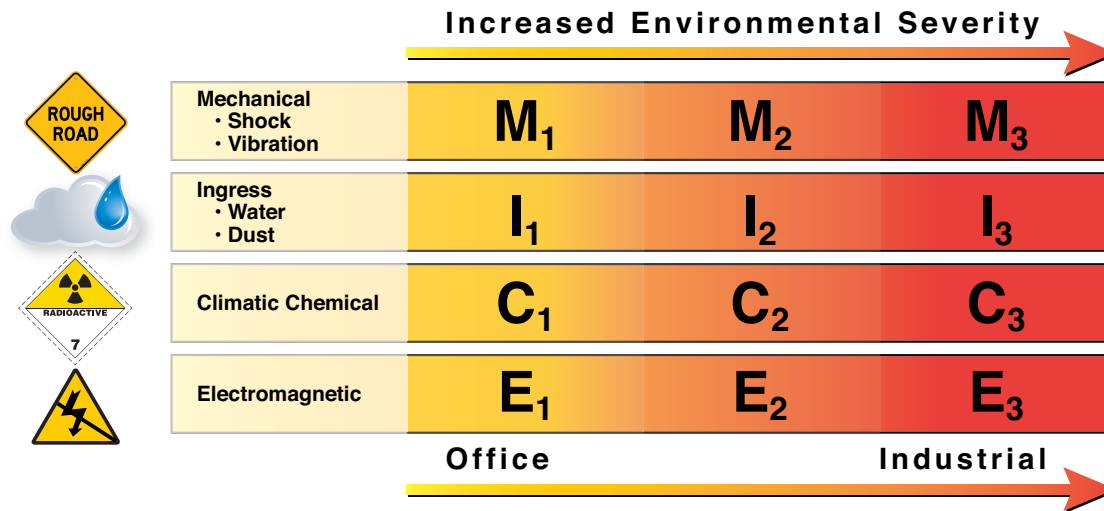 Increased Environmental Severity
ROUGH
ROAD
Mechanical
· Shock
· Vibration
M1
M2
M3
Ingress
· Water
· Dust
I1
I2
I3
RADIOACTIVE
7
Climatic Chemical
C1
C2
C3
Electromagnetic
E1
E2
E3
Office
Industrial